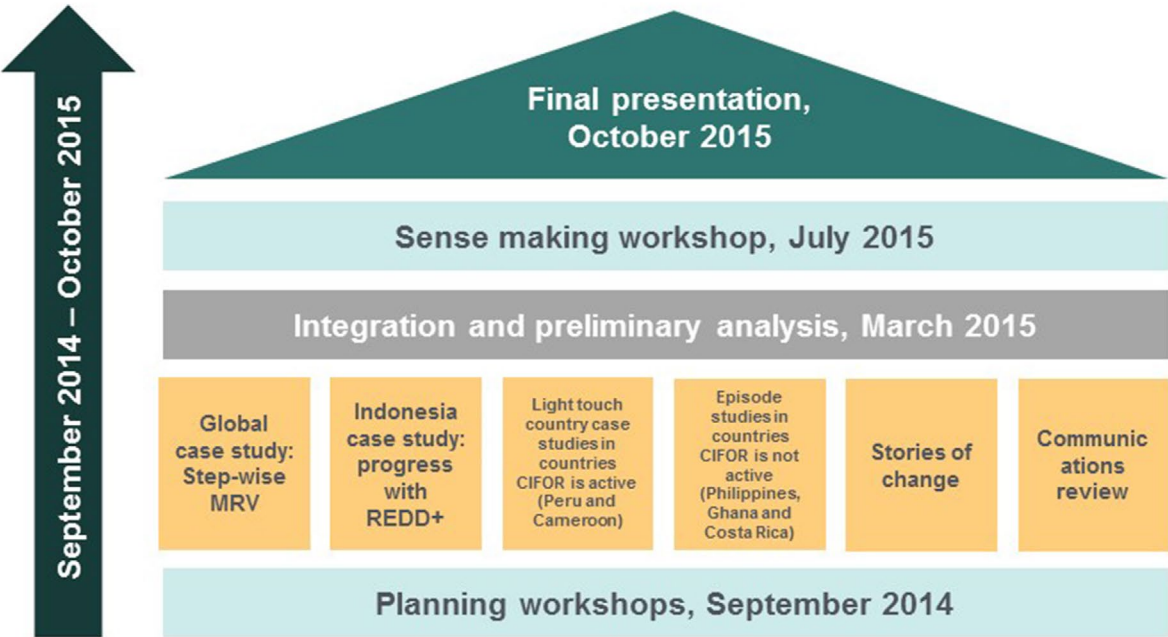 September 2014 – October 2015
Final presentation,
October 2015
Sense making workshop, July 2015
Integration and preliminary analysis, March 2015
Global
case study:
Step-wise
MRV
Indonesia
case study:
progress
with
REDD+
Light touch
country case
studies in
countries
CIFOR is active
(Peru and
Cameroon)
Episode
studies in
countries
CIFOR is not
active
(Philippines,
Ghana and
Costa Rica)
Stories of
change
Communic
ations
review
Planning workshops, September 2014